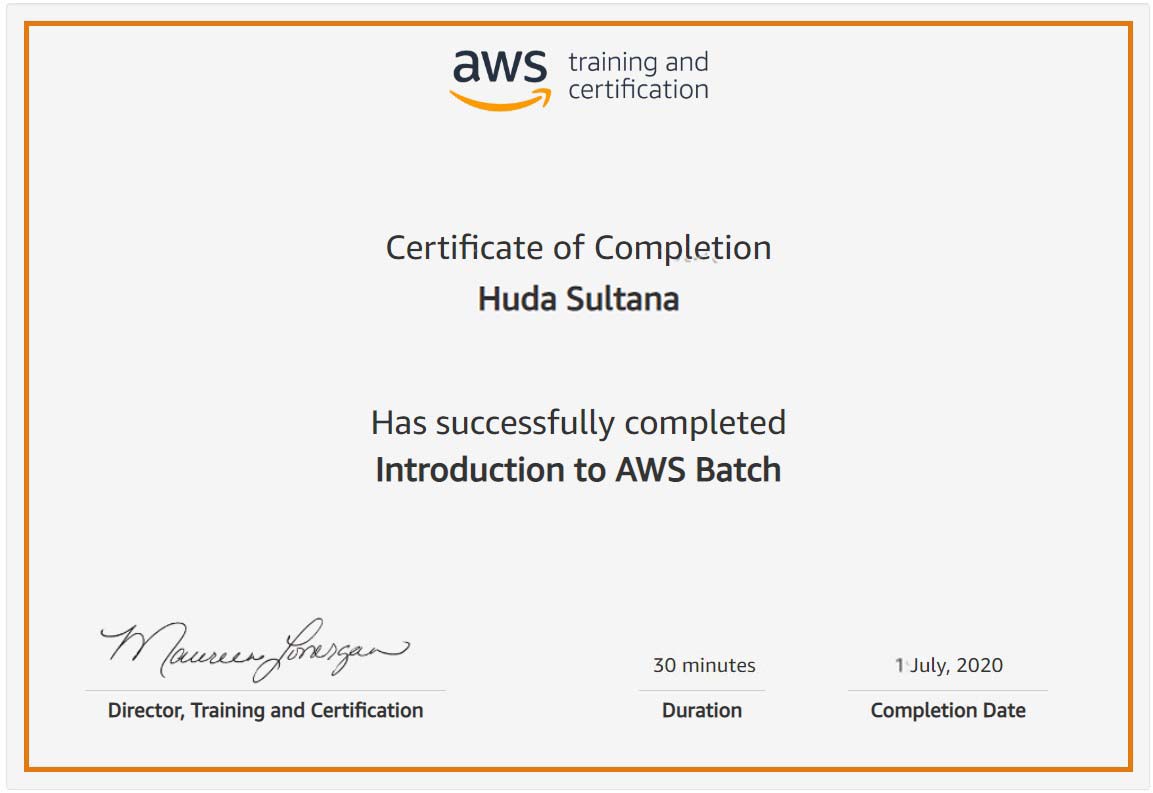 aws training and
certification
Certificate of Completion
Huda Sultana
Has successfully completed
Introduction to AWS Batch
Maureen Lonergan
30 minutes
1 July, 2020
Director, Training and Certification
Duration
Completion Date